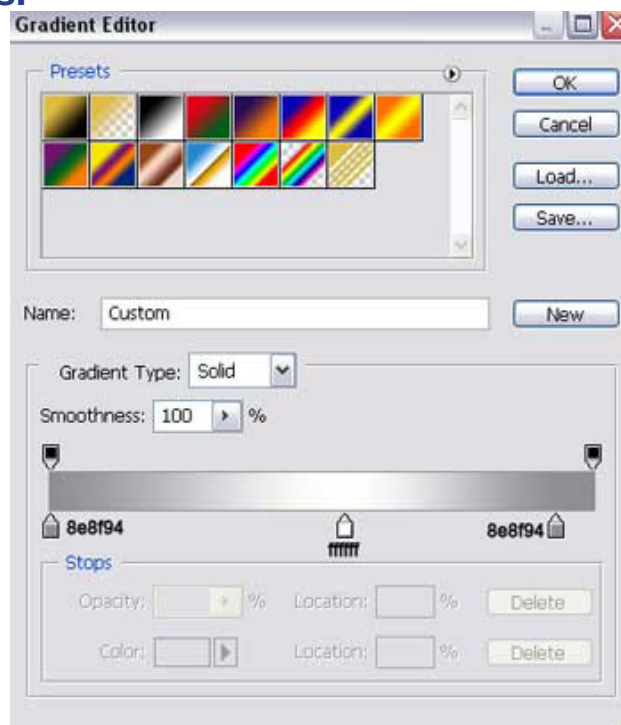 Gradient Editor
Presets
OK
Cancel
Load...
Save...
Name: Custom
New
Gradient Type: Solid
Smoothness: 100 %
8e8f94
ffffff
8e8f94
Stops
Opacity: % Location: % Delete
Color: Location: % Delete